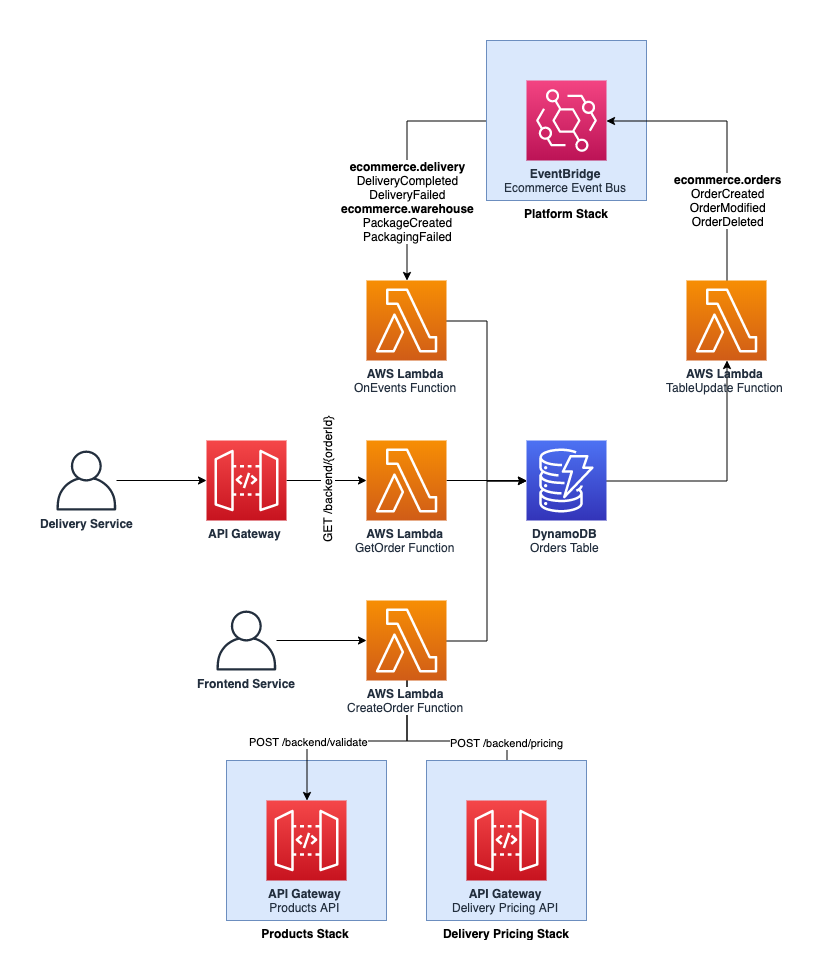 EventBridge
Ecommerce Event Bus
Platform Stack
ecommerce.delivery
DeliveryCompleted
DeliveryFailed
ecommerce.warehouse
PackageCreated
PackagingFailed
ecommerce.orders
OrderCreated
OrderModified
OrderDeleted
AWS Lambda
OnEvents Function
AWS Lambda
TableUpdate Function
Delivery Service
</>
API Gateway
GET /backend/{orderId}
AWS Lambda
GetOrder Function
DynamoDB
Orders Table
Frontend Service
AWS Lambda
CreateOrder Function
POST /backend/validate
POST /backend/pricing
</>
API Gateway
Products API
Products Stack
</>
API Gateway
Delivery Pricing API
Delivery Pricing Stack